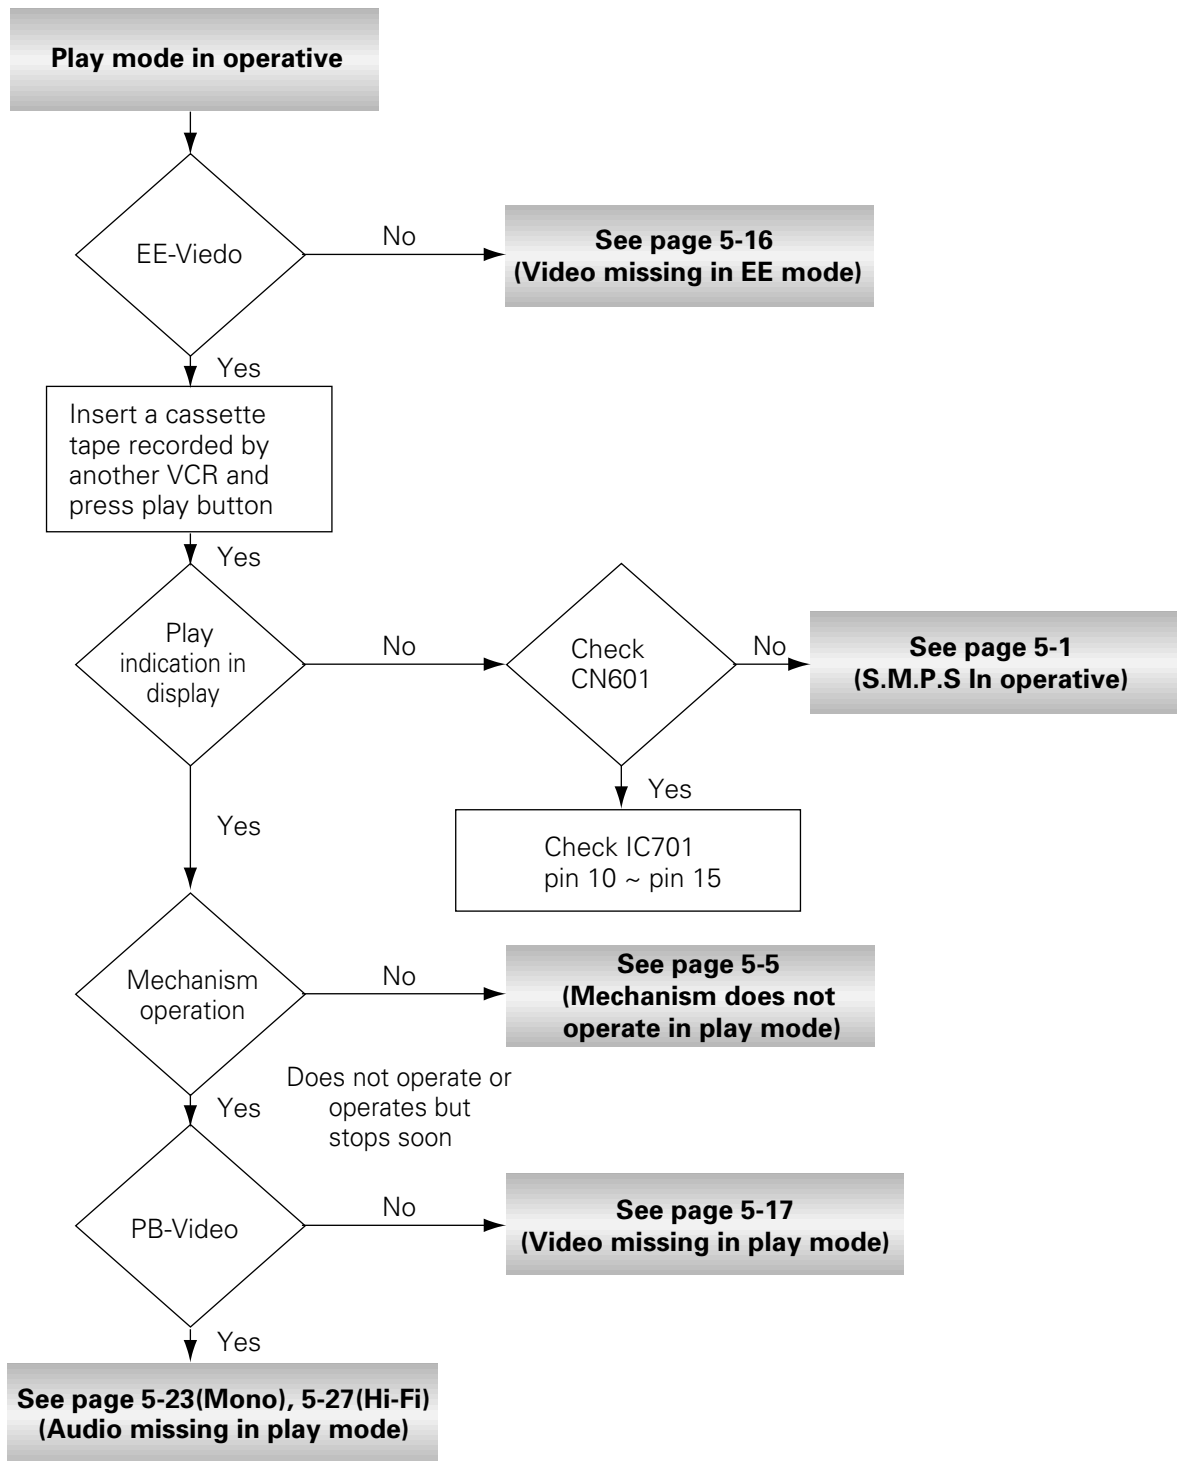 Play mode in operative
EE-Viedo
No
See page 5-16
(Video missing in EE mode)
Yes
Insert a cassette
tape recorded by
another VCR and
press play button
Yes
Play
indication in
display
No
Check
CN601
No
See page 5-1
(S.M.P.S In operative)
Yes
Check IC701
pin 10 ~ pin 15
Yes
Mechanism
operation
No
See page 5-5
(Mechanism does not
operate in play mode)
Does not operate or
operates but
stops soon
Yes
PB-Video
No
See page 5-17
(Video missing in play mode)
Yes
See page 5-23(Mono), 5-27(Hi-Fi)
(Audio missing in play mode)